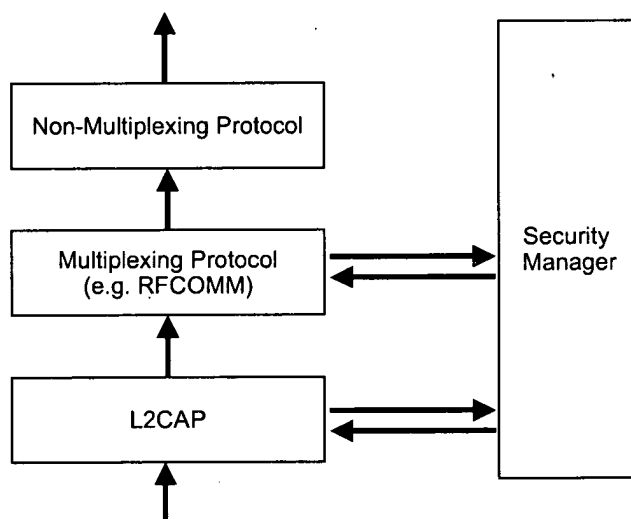 Non-Multiplexing Protocol
Multiplexing Protocol
(e.g. RFCOMM)
Security
Manager
L2CAP